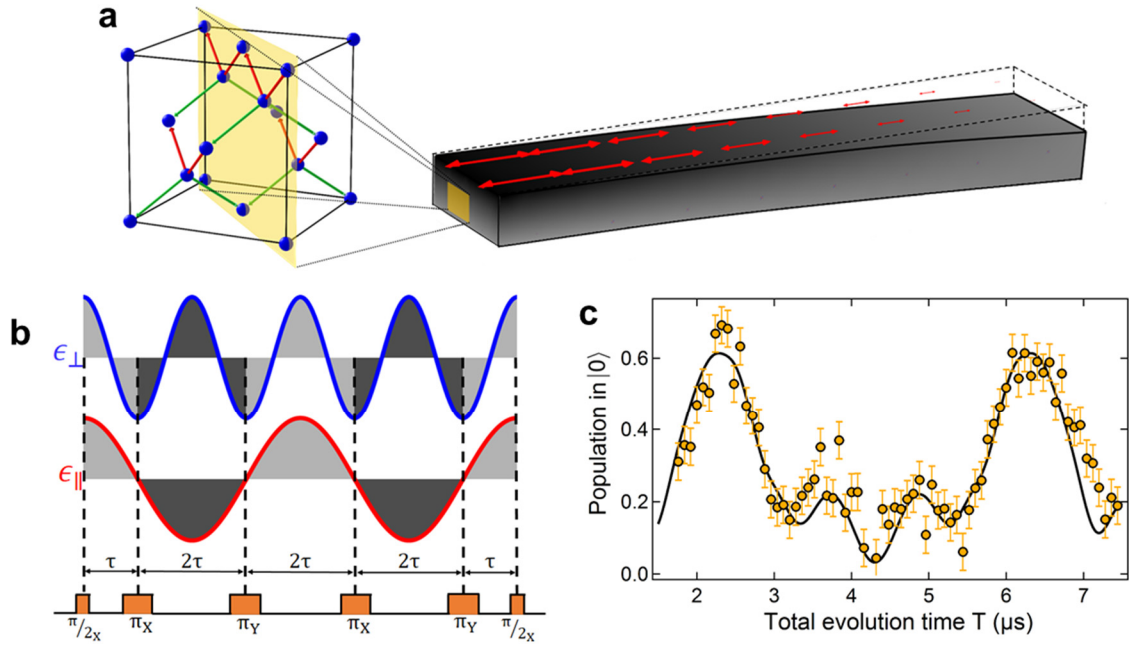 a
b
c
ϵ⊥
ϵ∥
τ
2τ
2τ
2τ
τ
π/2X
πX
πY
πX
πY
π/2X
Population in |0⟩
0.6
0.4
0.2
0.0
2
3
4
5
6
7
Total evolution time T (μs)